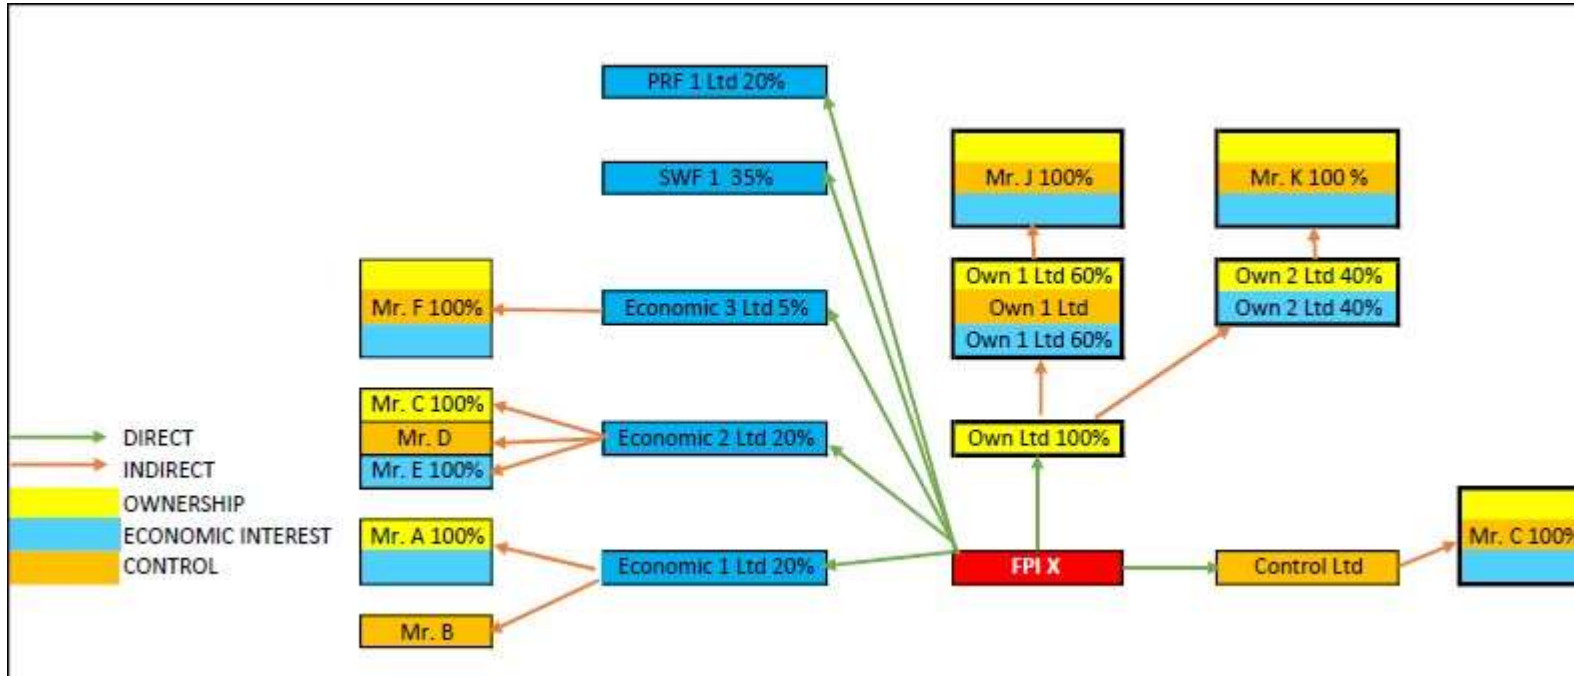 PRF 1 Ltd 20%
SWF 1 35%
Mr. J 100%
Mr. K 100 %
Own 1 Ltd 60%
Own 1 Ltd
Own 1 Ltd 60%
Own 2 Ltd 40%
Own 2 Ltd 40%
Mr. F 100%
Economic 3 Ltd 5%
Mr. C 100%
Mr. D
Mr. E 100%
Economic 2 Ltd 20%
Own Ltd 100%
DIRECT
INDIRECT
OWNERSHIP
ECONOMIC INTEREST
CONTROL
Mr. A 100%
Economic 1 Ltd 20%
FPI X
Control Ltd
Mr. C 100%
Mr. B